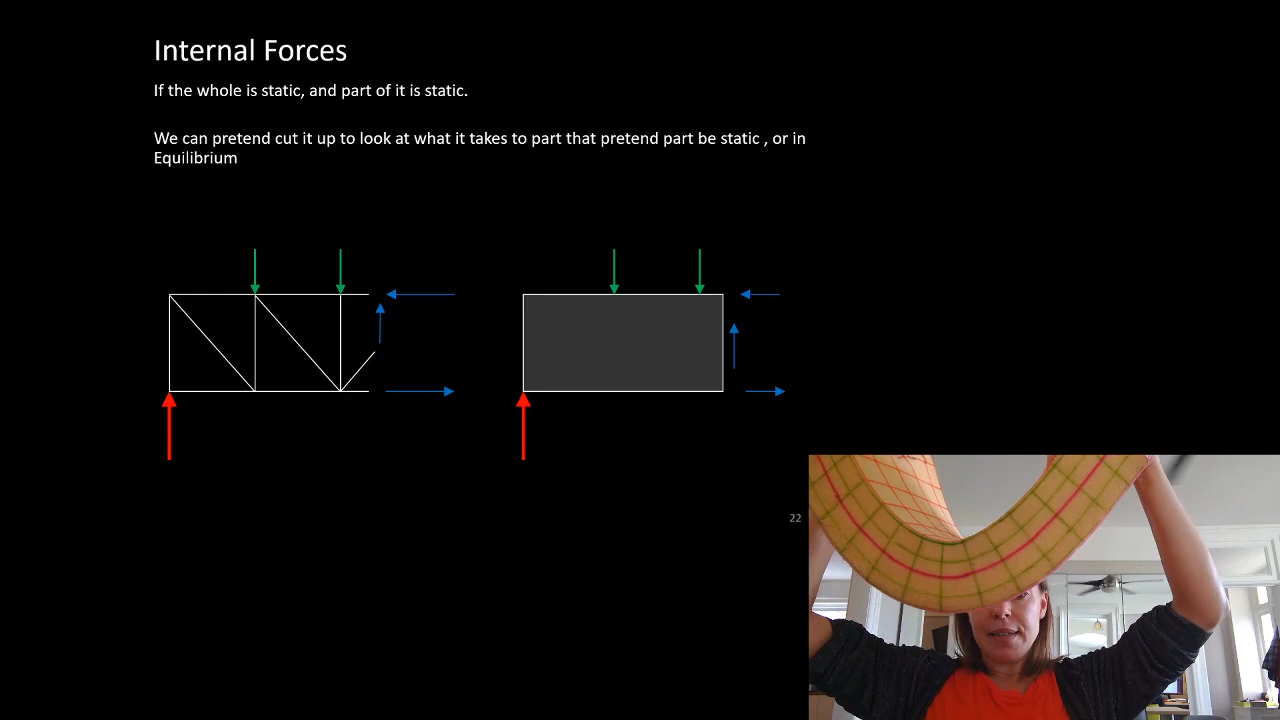 Internal Forces
If the whole is static, and part of it is static.
We can pretend cut it up to look at what it takes to part that pretend part be static , or in
Equilibrium
22